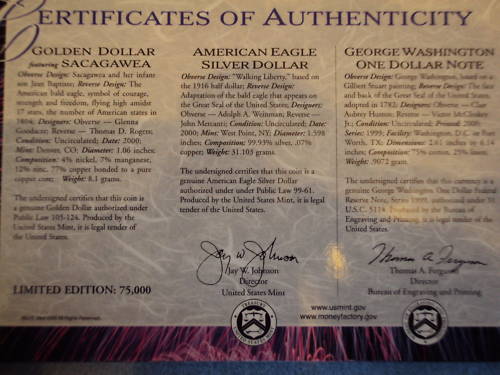 CERTIFICATES OF AUTHENTICITY
GOLDEN DOLLAR
featuring SACAGAWEA
Obverse Design: Sacagawea and her infant
son Jean Baptiste; Reverse Design: The
American bald eagle, symbol of courage,
strength and freedom, flying high amidst
17 stars, the number of American states in
1804; Designers: Obverse — Glenna
Goodacre; Reverse — Thomas D. Rogers;
Condition: Uncirculated; Date: 2000;
Mint: Denver, CO; Diameter: 1.06 inches;
Composition: 4% nickel, 7% manganese,
12% zinc, 77% copper bonded to a pure
copper core; Weight: 8.1 grams.
The undersigned certifies that this coin is
a genuine Golden Dollar authorized under
Public Law 105-124. Produced by the
United States Mint, it is legal tender of
the United States.
LIMITED EDITION: 75,000
AMERICAN EAGLE
SILVER DOLLAR
Obverse Design: "Walking Liberty," based on
the 1916 half dollar; Reverse Design:
Adaptation of the bald eagle that appears on
the Great Seal of the United States; Designers:
Obverse — Adolph A. Weinman; Reverse —
John Mercanti; Condition: Uncirculated; Date:
2000; Mint: West Point, NY; Diameter: 1.598
inches; Composition: 99.93% silver, .07%
copper; Weight: 31.103 grams.
The undersigned certifies that this coin is a
genuine American Eagle Silver Dollar
authorized under under Public Law 99-61.
Produced by the United States Mint, it is legal
tender of the United States.
Jay W. Johnson
Jay W. Johnson
Director
United States Mint
GEORGE WASHINGTON
ONE DOLLAR NOTE
Obverse Design: George Washington, based on a
Gilbert Stuart painting; Reverse Design: The face
and back of the Great Seal of the United States,
adopted in 1782; Designers: Obverse — Clair
Aubrey Huston; Reverse — Victor McCloskey
Jr.; Condition: Uncirculated; Printed: 2000;
Series: 1999; Facility: Washington, D.C. or Fort
Worth, TX; Dimensions: 2.61 inches by 6.14
inches; Composition: 75% cotton, 25% linen;
Weight: .9072 gram.
The undersigned certifies that this currency is a
genuine George Washington One Dollar Federal
Reserve Note, Series 1999, authorized under 31
U.S.C. 5114. Produced by the Bureau of
Engraving and Printing, it is legal tender of the
United States.
Thomas A. Ferguson
Thomas A. Ferguson
Director
Bureau of Engraving and Printing
www.usmint.gov
www.moneyfactory.gov